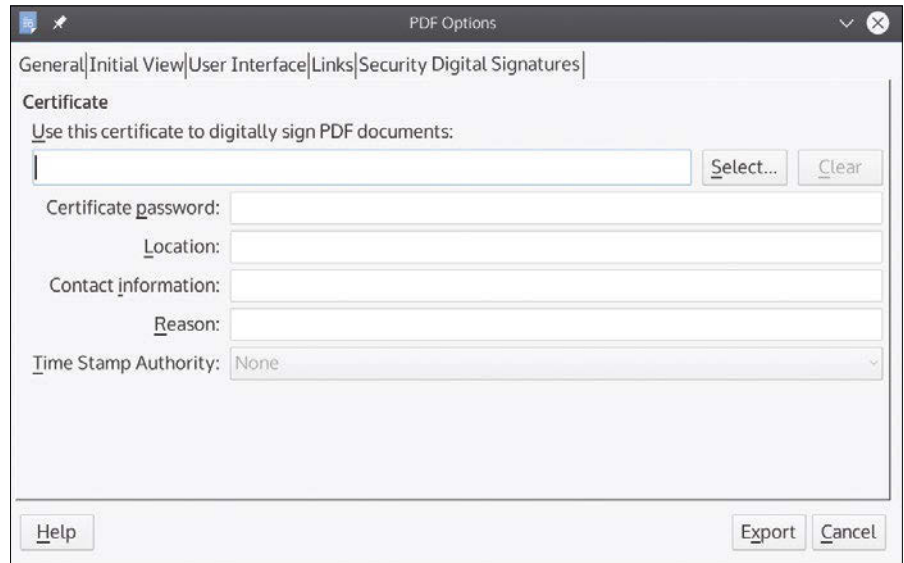 PDF Options
General Initial View User Interface Links Security Digital Signatures
Certificate
Use this certificate to digitally sign PDF documents:
Select... Clear
Certificate password:
Location:
Contact information:
Reason:
Time Stamp Authority: None
Help Export Cancel